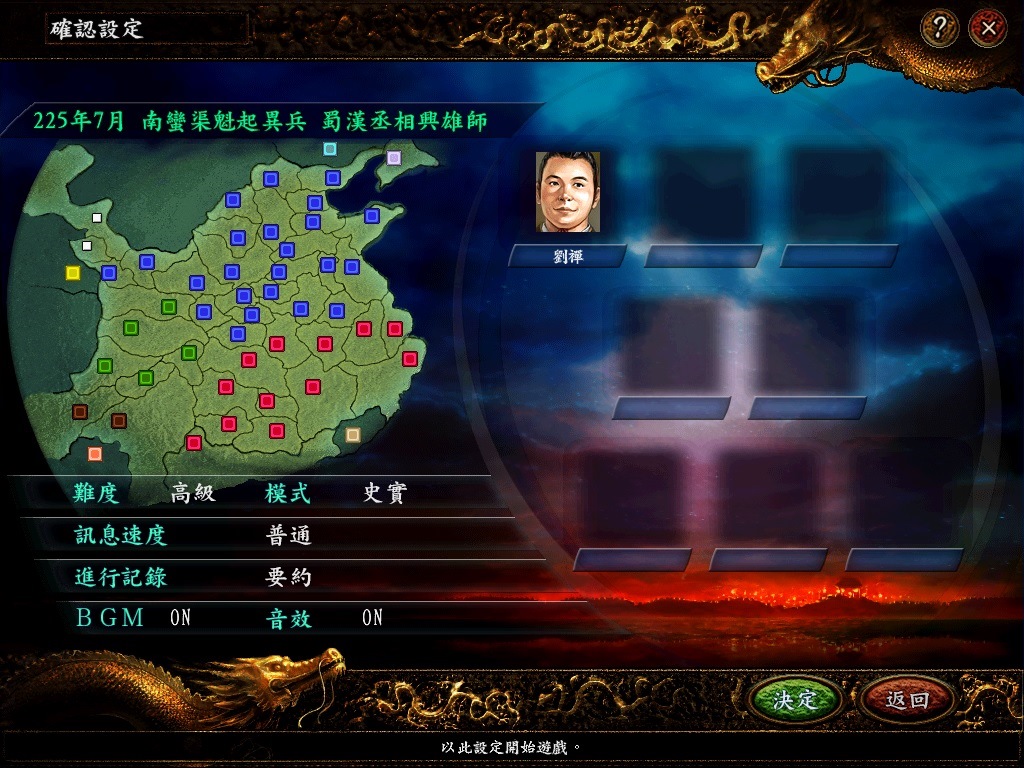 確認設定
?
×
225年7月 南蠻渠魁起異兵 蜀漢丞相興雄師
劉禪
難度 高級 模式 史實
訊息速度 普通
進行記錄 要約
BGM ON 音效 ON
決定 返回
以此設定開始遊戲。